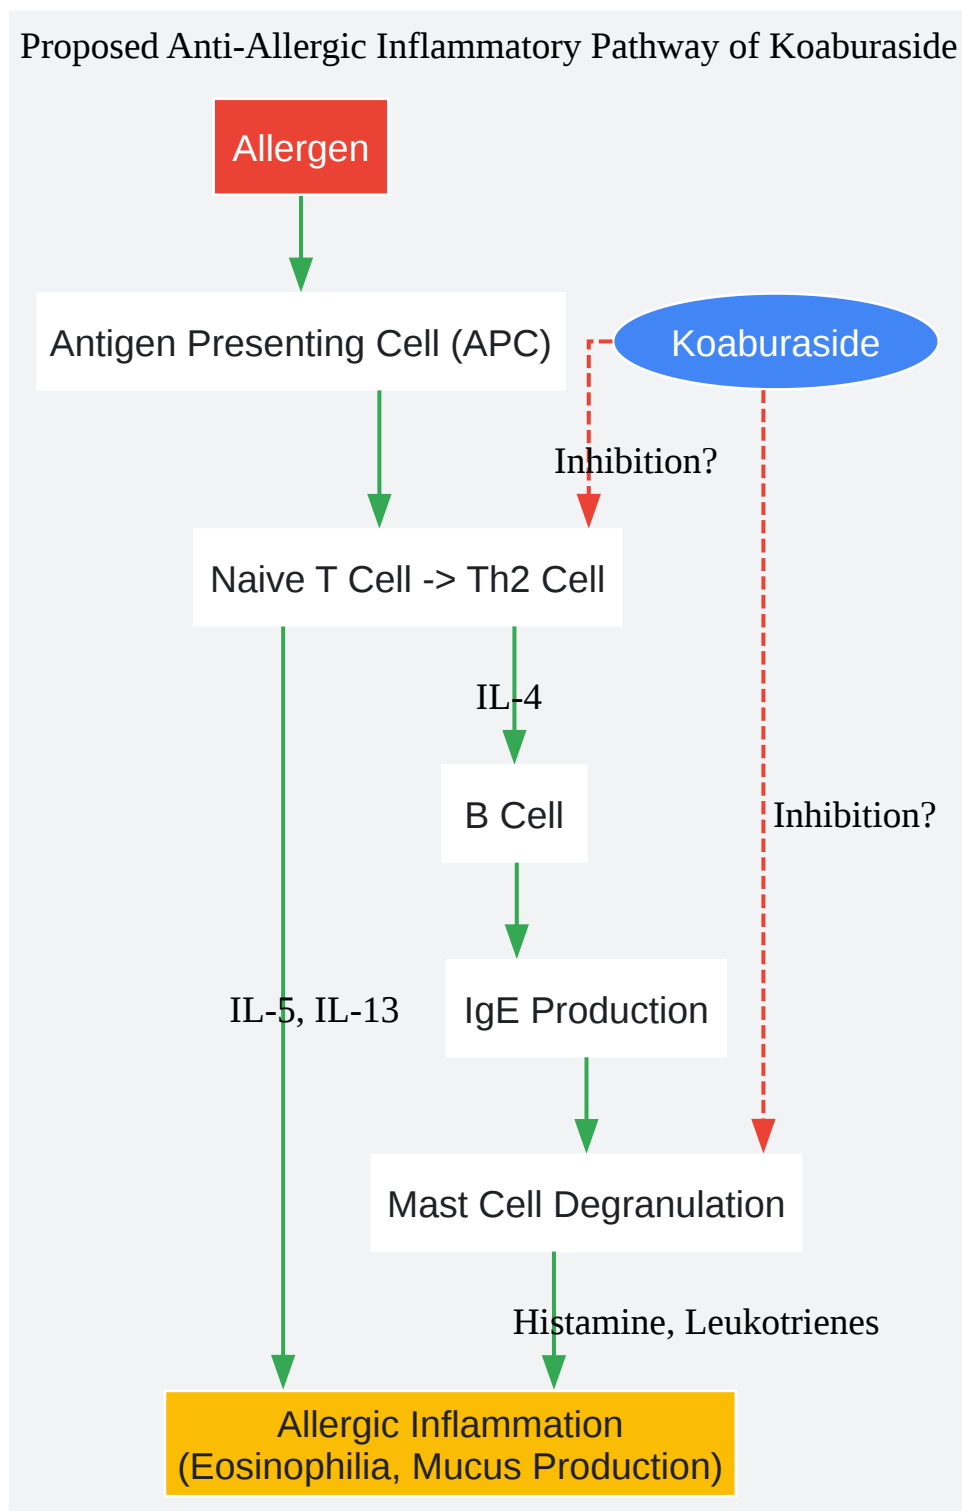 Proposed Anti-Allergic Inflammatory Pathway of Koaburaside
Allergen
Antigen Presenting Cell (APC)
Koaburaside
Inhibition?
Naive T Cell -> Th2 Cell
IL-4
B Cell
Inhibition?
IgE Production
IL-5, IL-13
Mast Cell Degranulation
Histamine, Leukotrienes
Allergic Inflammation
(Eosinophilia, Mucus Production)